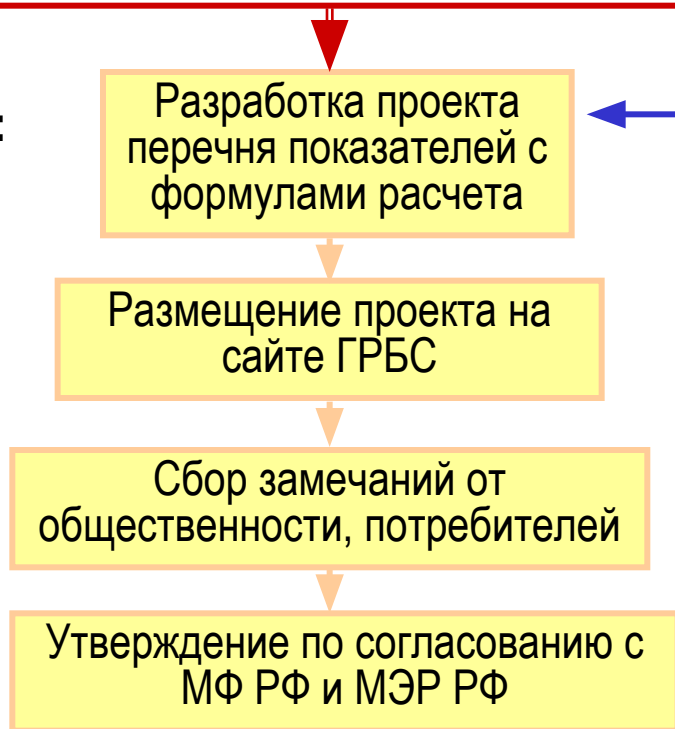 :
Разработка проекта
перечня показателей с
формулами расчета
Размещение проекта на
сайте ГРБС
Сбор замечаний от
общественности, потребителей
Утверждение по согласованию с
МФ РФ и МЭР РФ